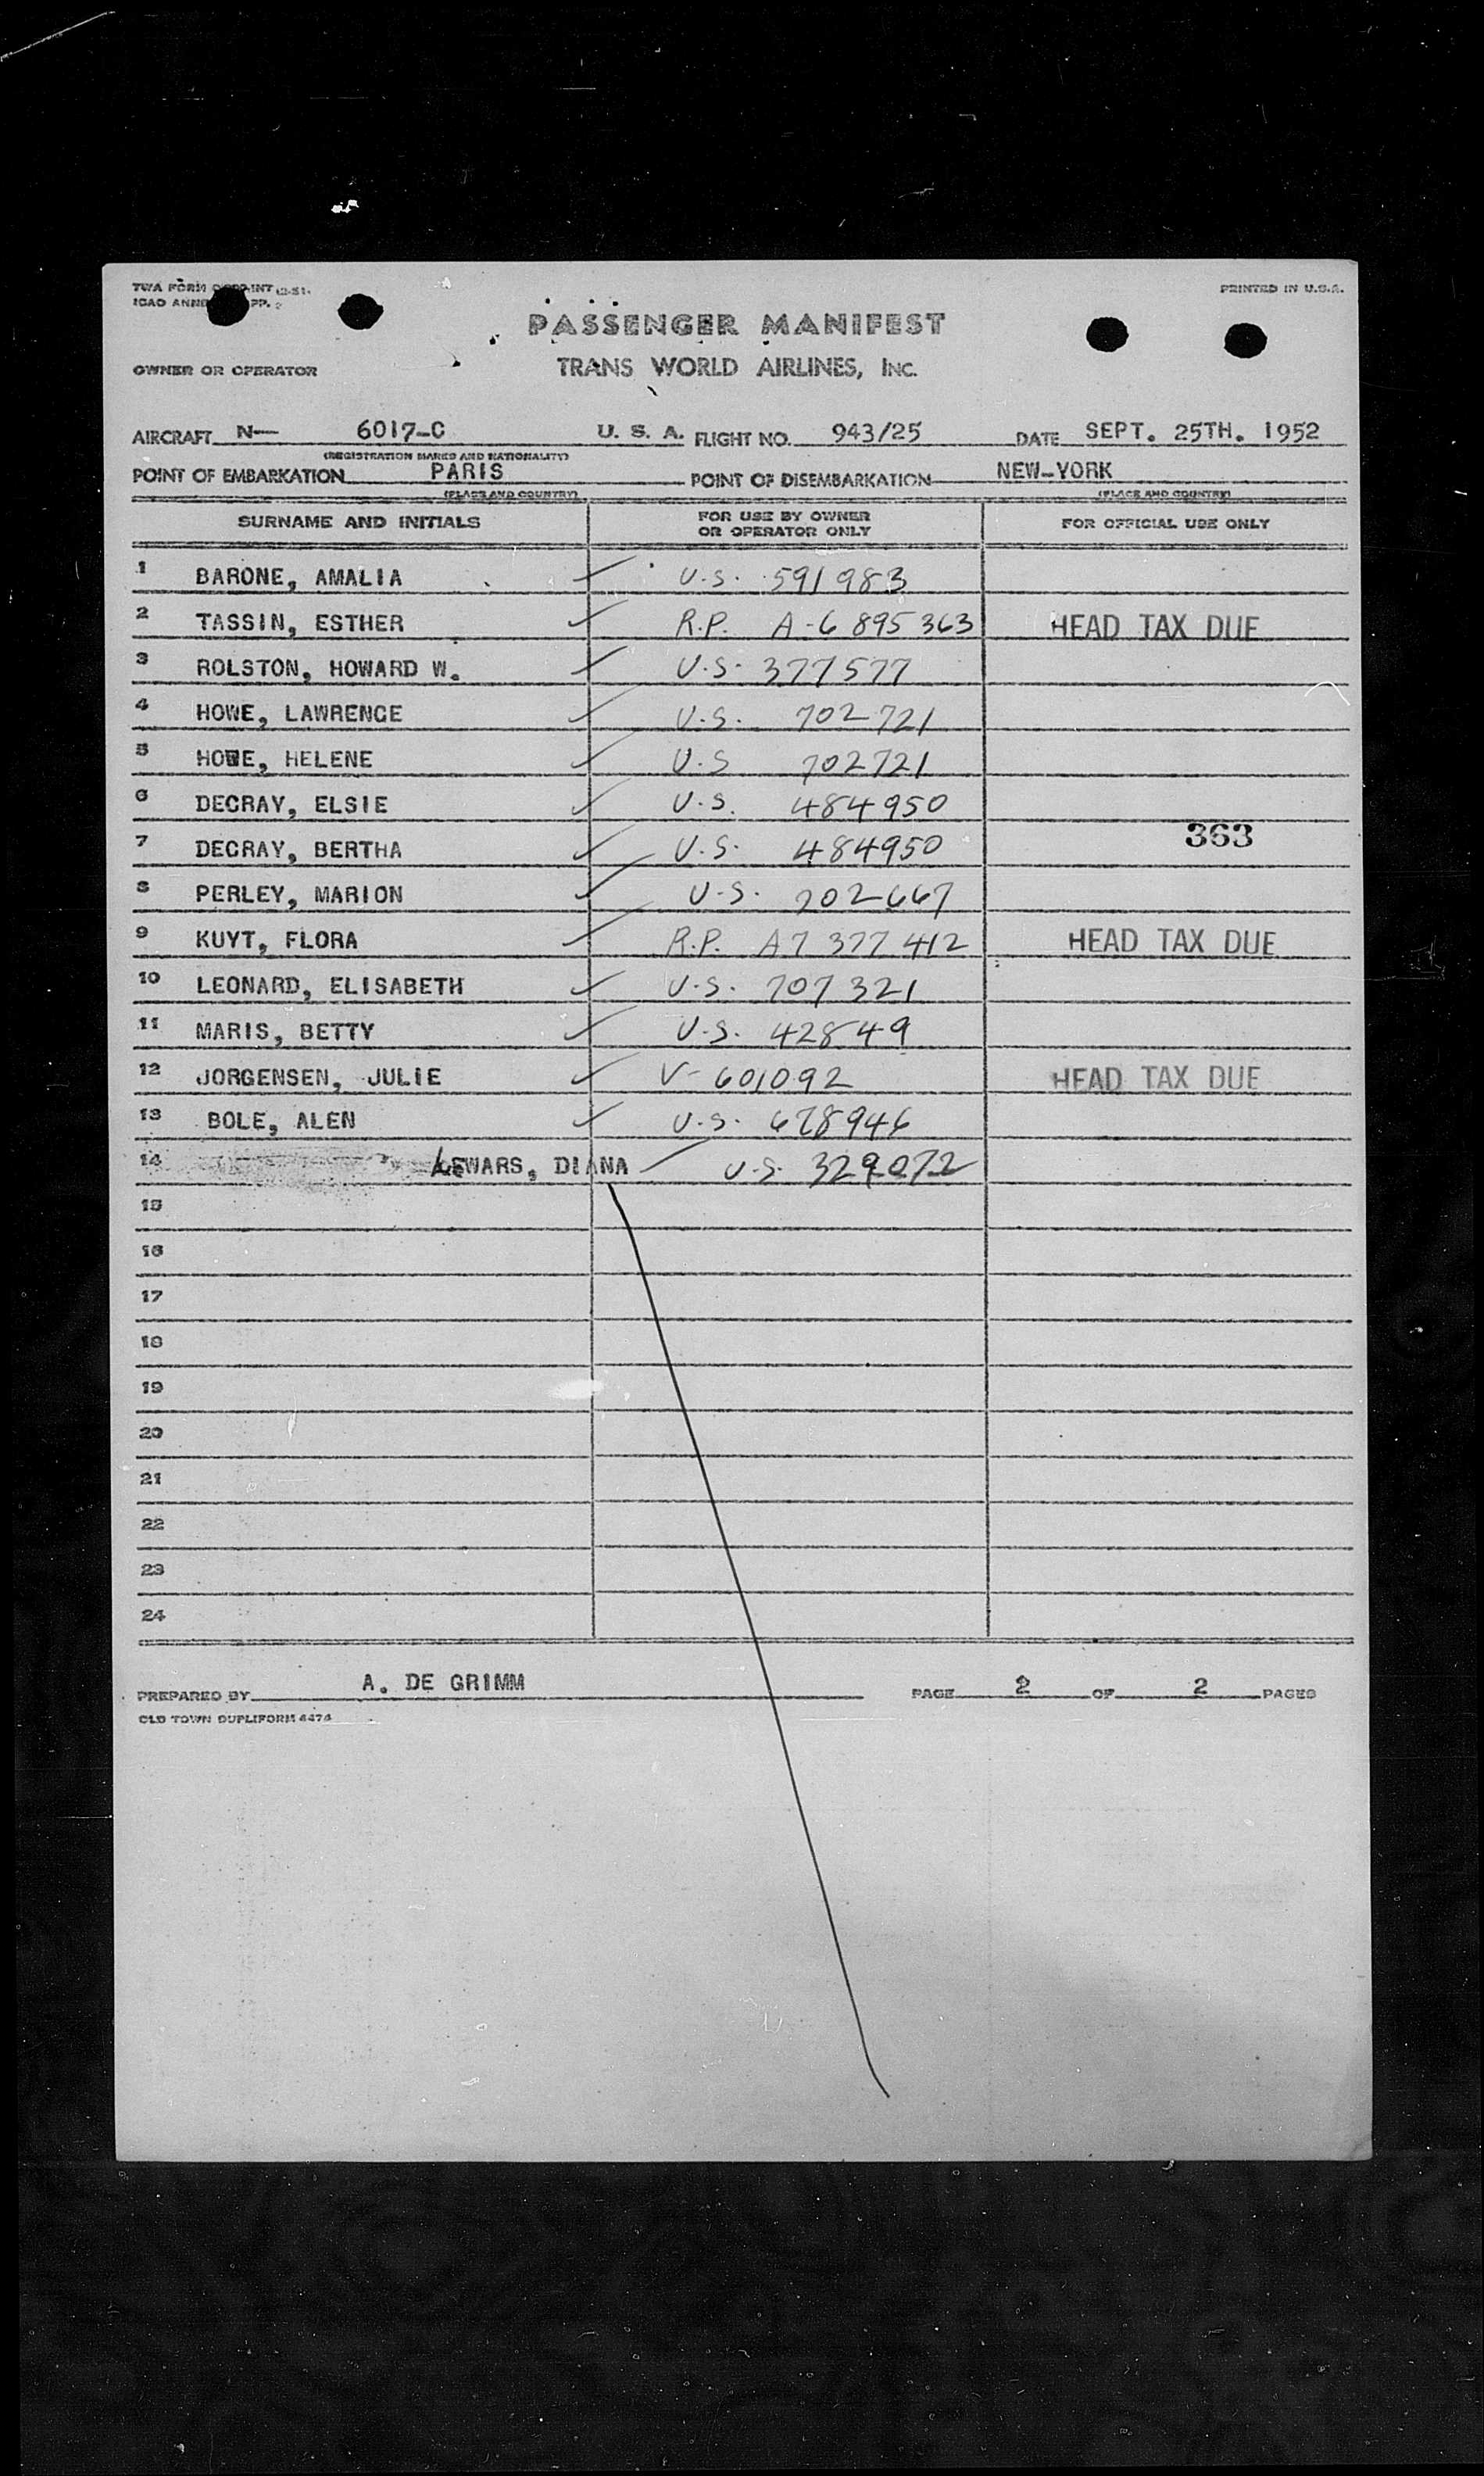 TWA FORM INT
ICAO PP. 2
PRINTED IN U.S.A.
PASSENGER MANIFEST
OWNER OR OPERATOR
TRANS WORLD AIRLINES, INC.
AIRCRAFT N— 6017-C U. S. A. FLIGHT NO. 943/25 DATE SEPT. 25TH. 1952
(REGISTRATION MARKS AND NATIONALITY)
POINT OF EMBARKATION PARIS POINT OF DISEMBARKATION NEW-YORK
(PLACE AND COUNTRY) (PLACE AND COUNTRY)
SURNAME AND INITIALS FOR USE BY OWNER OR OPERATOR ONLY FOR OFFICIAL USE ONLY
1 BARONE, AMALIA U.S. 591983
2 TASSIN, ESTHER R.P. A-6 895 363 HEAD TAX DUE
3 ROLSTON, HOWARD W. U.S. 377577
4 HOWE, LAWRENCE U.S. 702721
5 HOWE, HELENE U.S 702721
6 DECRAY, ELSIE U.S. 484950
363
7 DECRAY, BERTHA U.S. 484950
8 PERLEY, MARION U.S. 702667
9 KUYT, FLORA R.P. A7 377 412 HEAD TAX DUE
10 LEONARD, ELISABETH U.S. 707321
11 MARIS, BETTY U.S. 42849
12 JORGENSEN, JULIE V- 601092 HEAD TAX DUE
13 BOLE, ALEN U.S. 678946
14 LEWARS, DIANA U.S. 329072
15
16
17
18
19
20
21
22
23
24
PREPARED BY A. DE GRIMM PAGE 2 OF 2 PAGES
OLD TOWN DUPLIFORM 4474